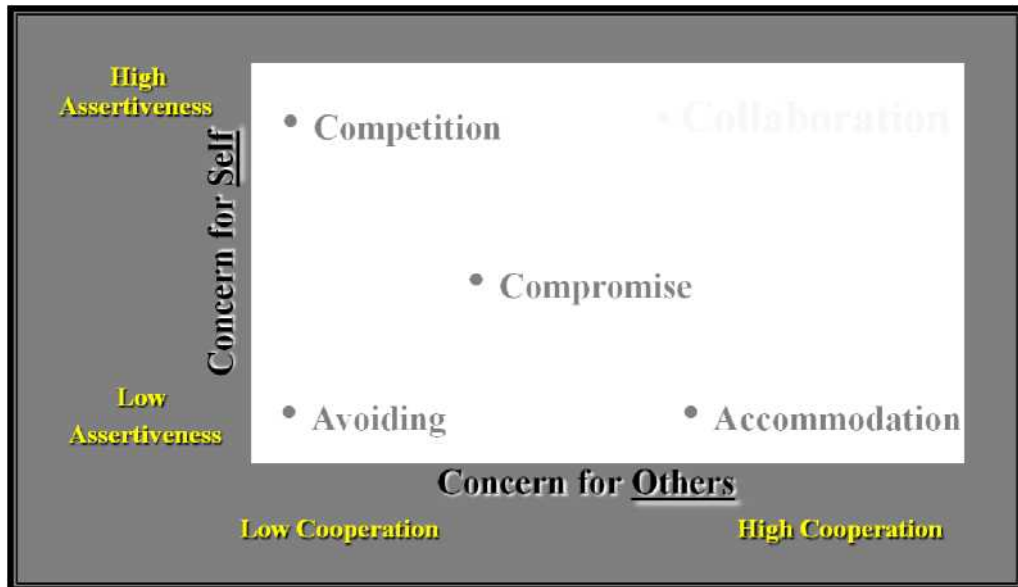 High
Assertiveness
• Competition
• Collaboration
Concern for Self
• Compromise
Low
Assertiveness
• Avoiding
• Accommodation
Concern for Others
Low Cooperation
High Cooperation